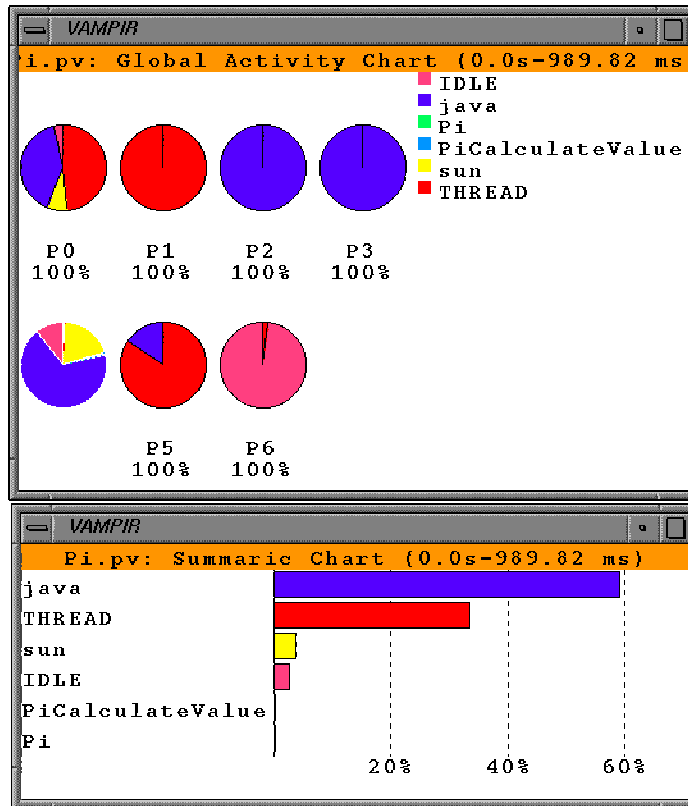 VAMPIR
Pi.pv: Global Activity Chart (0.0s-989.82 ms
IDLE
java
Pi
PiCalculateValue
sun
THREAD
P0 P1 P2 P3
100% 100% 100% 100%
P5 P6
100% 100%
VAMPIR
Pi.pv: Summaric Chart (0.0s-989.82 ms)
java
THREAD
sun
IDLE
PiCalculateValue
Pi
20% 40% 60%